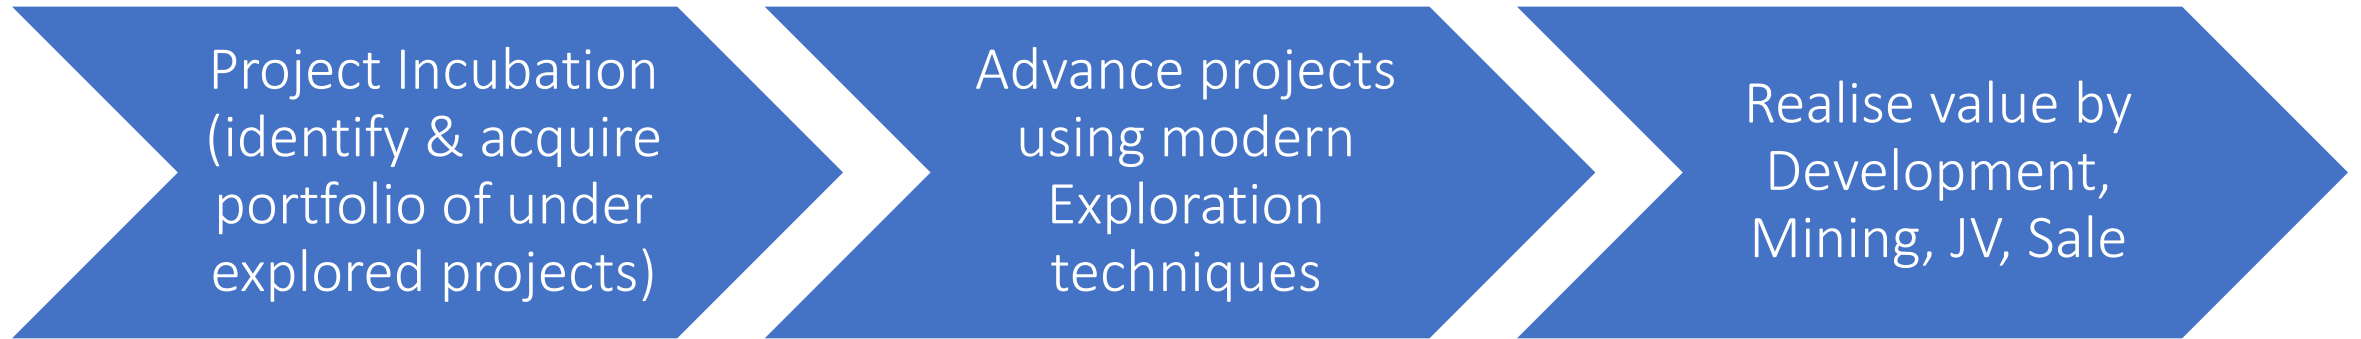 Project Incubation
(identify & acquire
portfolio of under
explored projects)
Advance projects
using modern
Exploration
techniques
Realise value by
Development,
Mining, JV, Sale